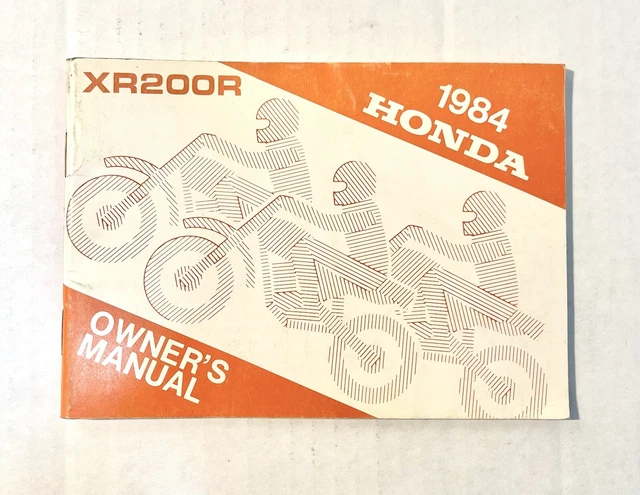 XR200R
1984
HONDA
OWNER'S
MANUAL